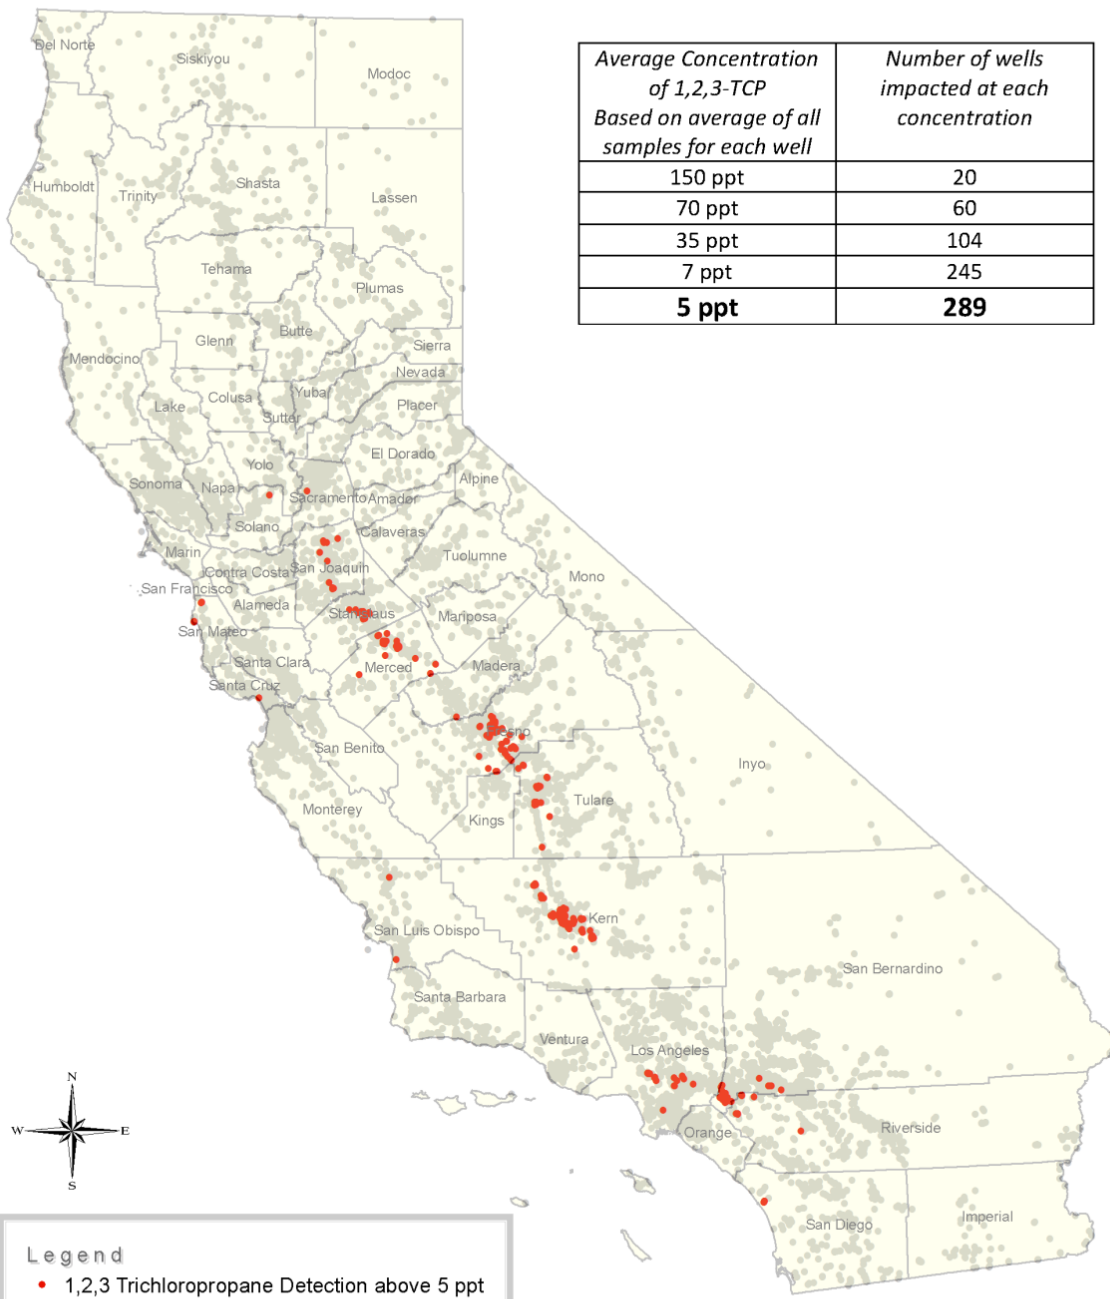 Average Concentration
of 1,2,3-TCP
Based on average of all
samples for each well
Number of wells
impacted at each
concentration
150 ppt 20
70 ppt 60
35 ppt 104
7 ppt 245
5 ppt 289
Del Norte
Siskiyou
Modoc
Humboldt
Trinity
Shasta
Lassen
Tehama
Plumas
Mendocino
Glenn
Butte
Sierra
Nevada
Lake
Colusa
Sutter
Yuba
Placer
Sonoma
Napa
Yolo
El Dorado
Alpine
Sacramento
Amador
Solano
Calaveras
Marin
Contra Costa
San Joaquin
Tuolumne
Mono
San Francisco
Alameda
Stanislaus
Mariposa
San Mateo
Santa Clara
Merced
Madera
Santa Cruz
Fresno
San Benito
Inyo
Monterey
Kings
Tulare
San Luis Obispo
Kern
San Bernardino
Santa Barbara
Ventura
Los Angeles
Orange
Riverside
San Diego
Imperial
N
W E
S
Legend
1,2,3 Trichloropropane Detection above 5 ppt